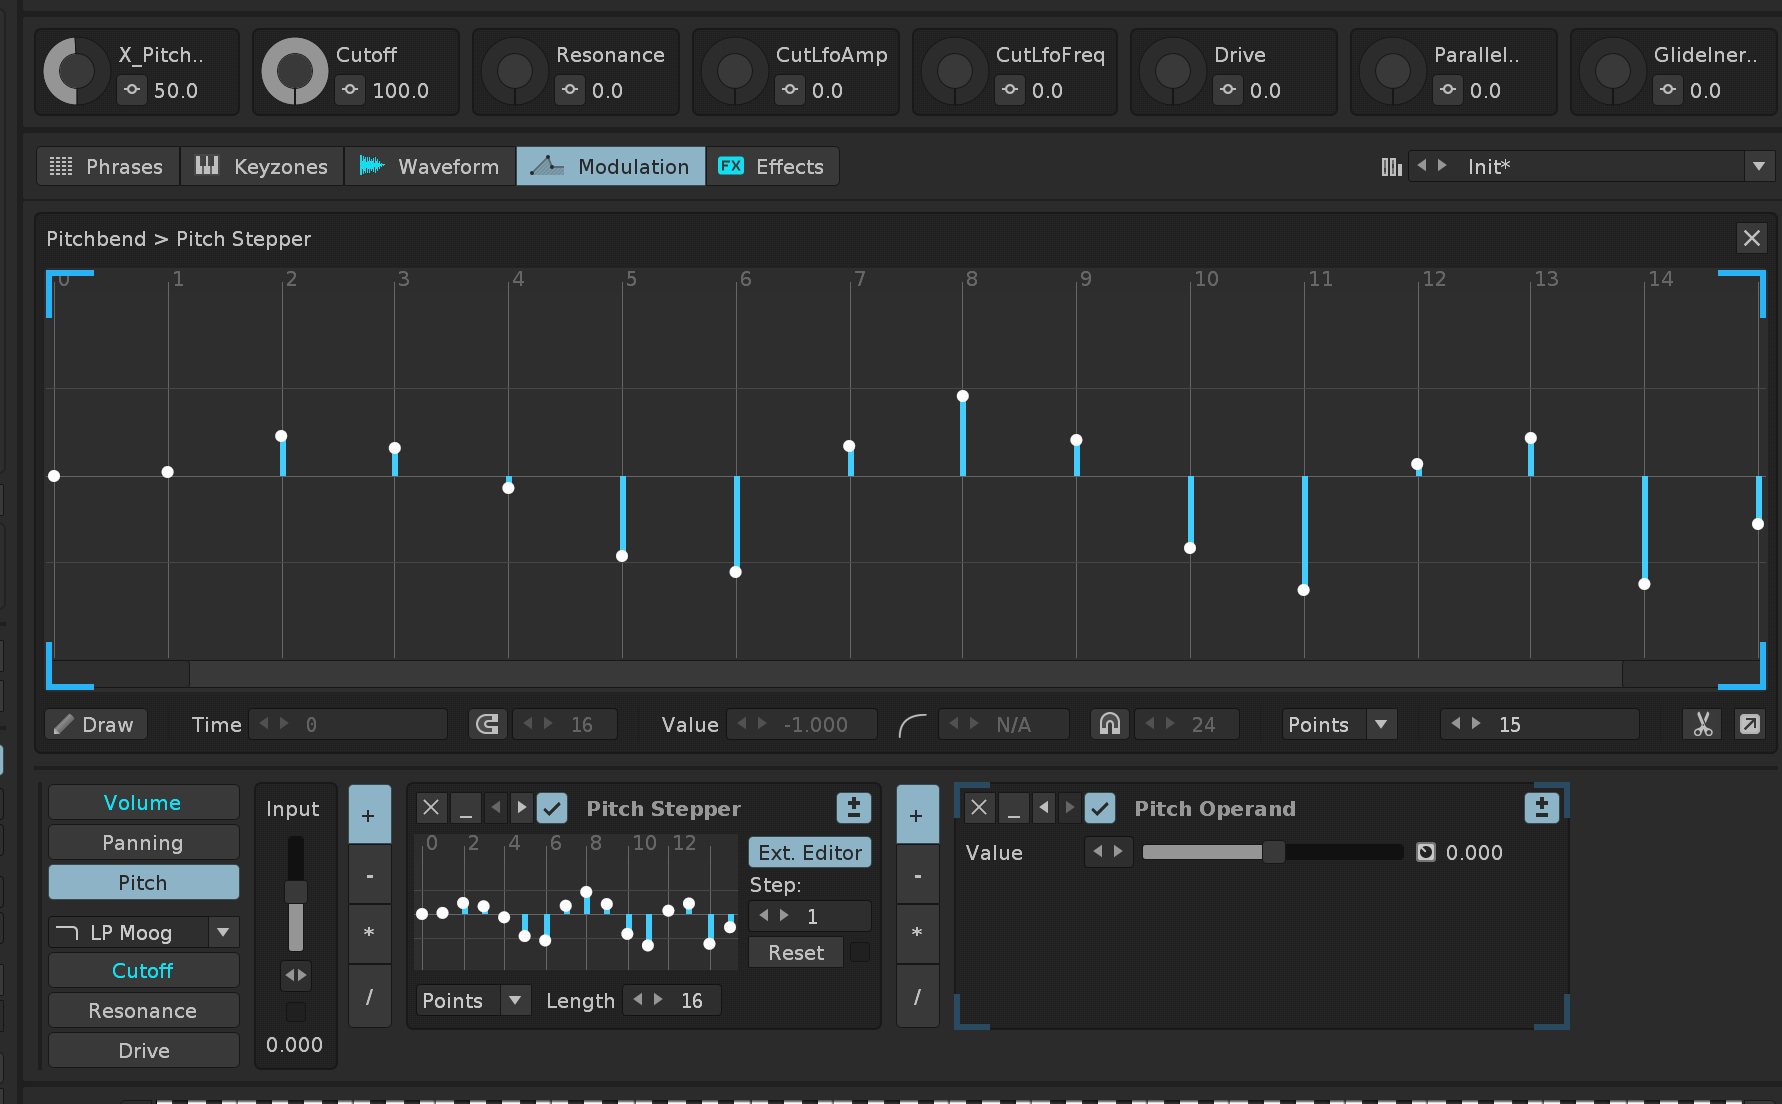 X_Pitch.. Cutoff Resonance CutLfoAmp CutLfoFreq Drive Parallel.. GlideIner..
50.0 100.0 0.0 0.0 0.0 0.0 0.0 0.0
Phrases Keyzones Waveform Modulation FX Effects Init*
Pitchbend > Pitch Stepper
0 1 2 3 4 5 6 7 8 9 10 11 12 13 14
Draw Time 0 16 Value -1.000 N/A 24 Points 15
Volume
Panning
Pitch
LP Moog
Cutoff
Resonance
Drive
Input
0.000
+
-
*
/
Pitch Stepper
0 2 4 6 8 10 12
Ext. Editor
Step:
1
Reset
Points Length 16
+
-
*
/
Pitch Operand
Value 0.000